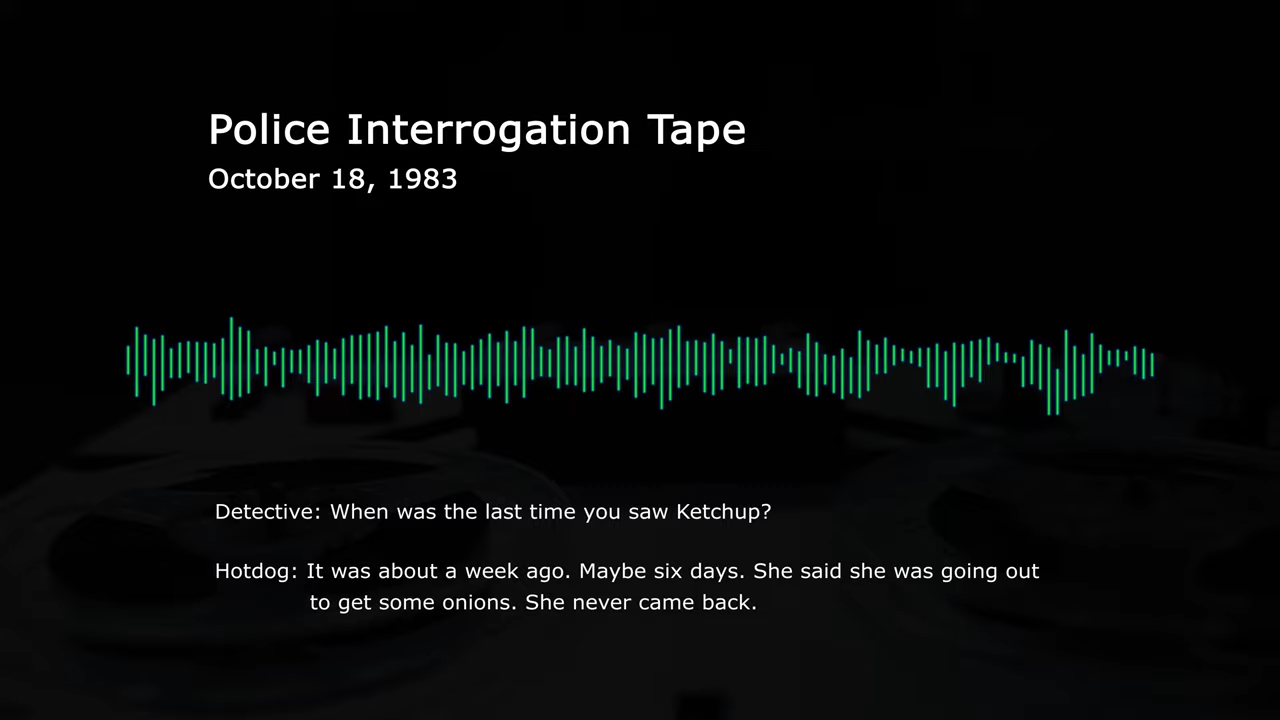 Police Interrogation Tape
October 18, 1983
Detective: When was the last time you saw Ketchup?
Hotdog: It was about a week ago. Maybe six days. She said she was going out
to get some onions. She never came back.